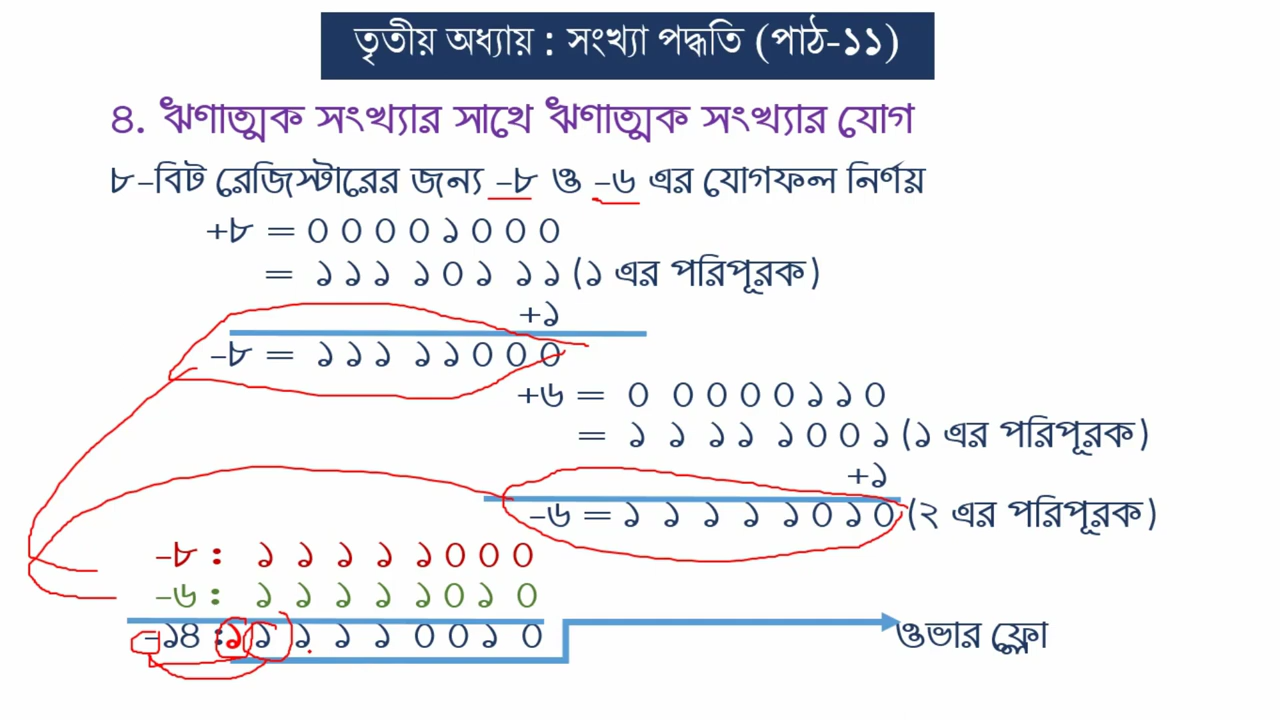 তৃতীয় অধ্যায় : সংখ্যা পদ্ধতি (পাঠ-১১)
৪. ঋণাত্মক সংখ্যার সাথে ঋণাত্মক সংখ্যার যোগ
৮-বিট রেজিস্টারের জন্য -৮ ও -৬ এর যোগফল নির্ণয়
+৮ = ০ ০ ০ ০ ১ ০ ০ ০
= ১ ১ ১ ১ ০ ১ ১ ১ (১ এর পরিপূরক)
+১
-৮ = ১ ১ ১ ১ ১ ০ ০ ০
+৬ = ০ ০ ০ ০ ০ ১ ১ ০
= ১ ১ ১ ১ ১ ০ ০ ১ (১ এর পরিপূরক)
+১
-৬ = ১ ১ ১ ১ ১ ০ ১ ০ (২ এর পরিপূরক)
-৮ : ১ ১ ১ ১ ১ ০ ০ ০
-৬ : ১ ১ ১ ১ ১ ০ ১ ০
-১৪ : ১ ১ ১ ১ ১ ০ ০ ১ ০ ওভার ফ্লো